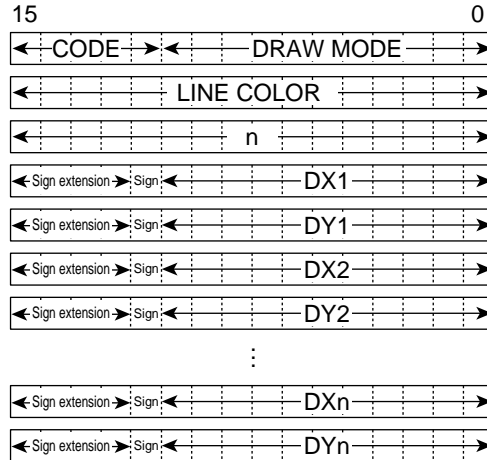 15 0
CODE DRAW MODE
LINE COLOR
n
Sign extension Sign DX1
Sign extension Sign DY1
Sign extension Sign DX2
Sign extension Sign DY2
⋮
Sign extension Sign DXn
Sign extension Sign DYn